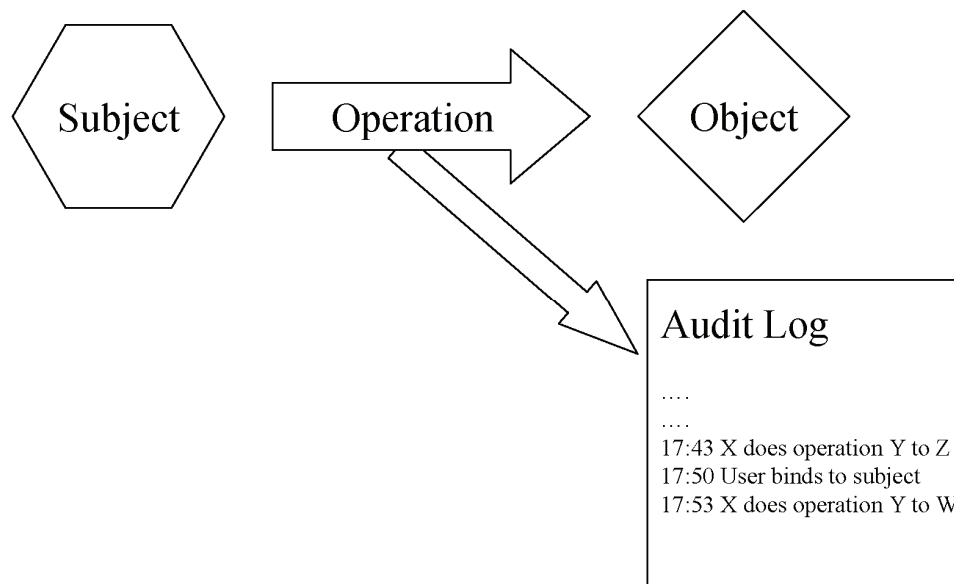 Subject
Operation
Object
Audit Log
....
....
17:43 X does operation Y to Z
17:50 User binds to subject
17:53 X does operation Y to W